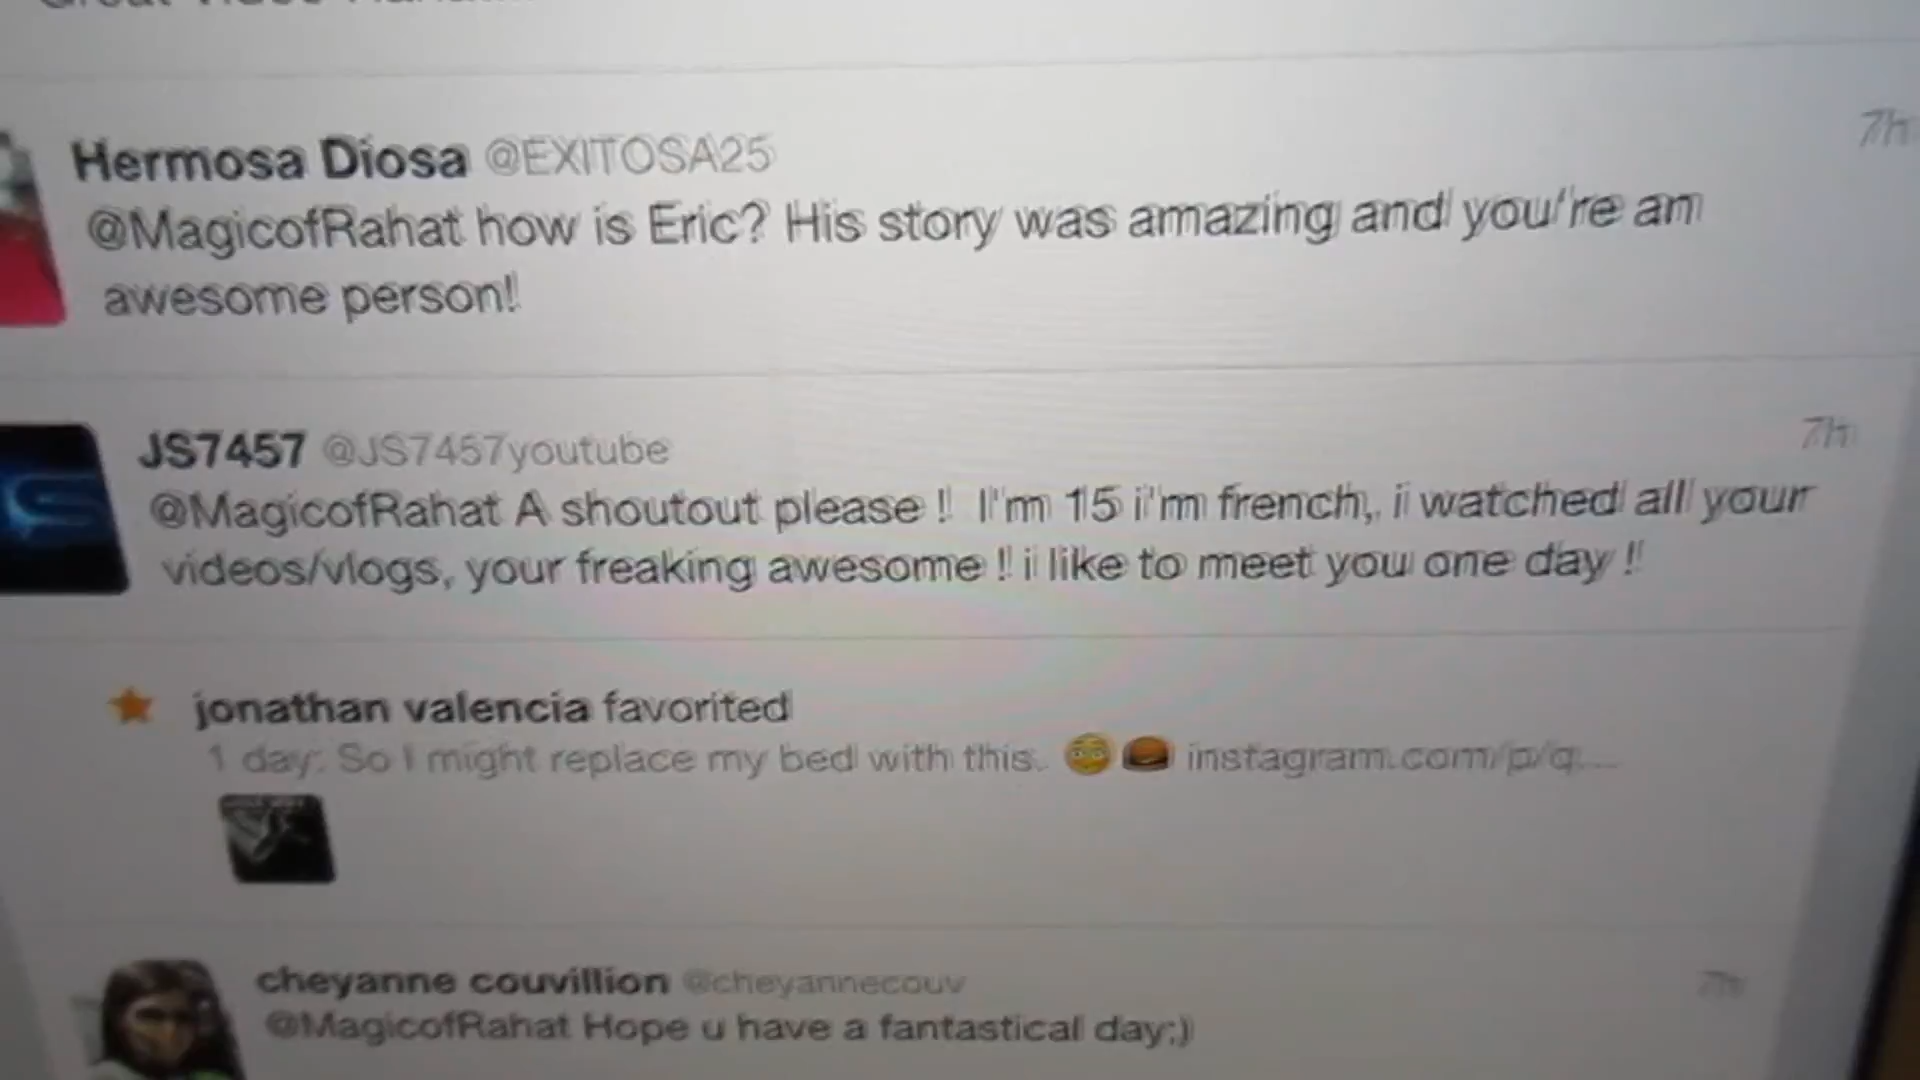 Hermosa Diosa @EXITOSA25
7h
@MagicofRahat how is Eric? His story was amazing and you're an
awesome person!
JS7457 @JS7457youtube
7h
@MagicofRahat A shoutout please ! I'm 15 i'm french, i watched all your
videos/vlogs, your freaking awesome ! i like to meet you one day !
jonathan valencia favorited
1 day: So I might replace my bed with this. 😳🍔 instagram.com/p/q...
cheyanne couvillion @cheyannecouv
7h
@MagicofRahat Hope u have a fantastical day;)